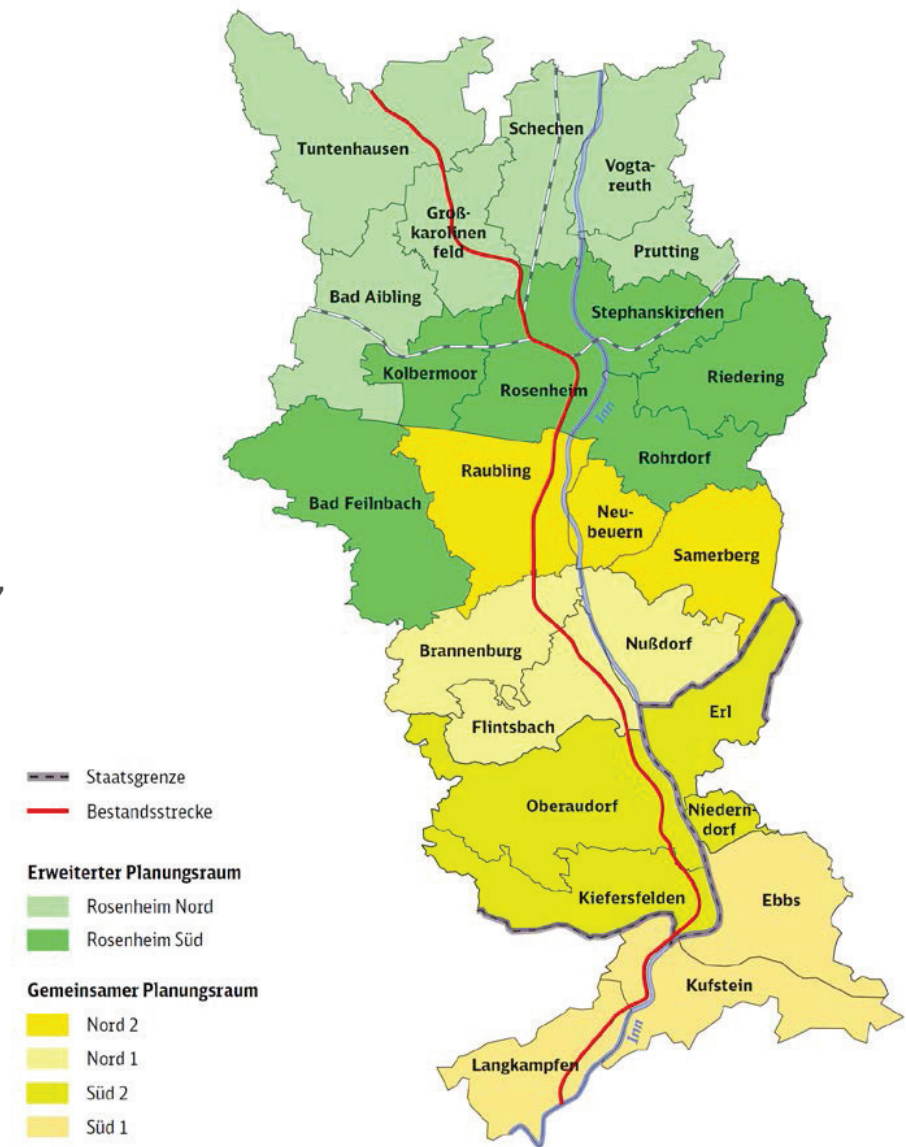 Tuntenhausen
Schechen
Vogta-
reuth
Groß-
karolinen
feld
Prutting
Bad Aibling
Stephanskirchen
Kolbermoor
Rosenheim
Riedering
Inn
Rohrdorf
Raubling
Bad Feilnbach
Neu-
beuern
Samerberg
Brannenburg
Nußdorf
Flintsbach
Erl
Oberaudorf
Niedern-
dorf
Kiefersfelden
Ebbs
Kufstein
Inn
Langkampfen
Staatsgrenze
Bestandsstrecke
Erweiterter Planungsraum
Rosenheim Nord
Rosenheim Süd
Gemeinsamer Planungsraum
Nord 2
Nord 1
Süd 2
Süd 1